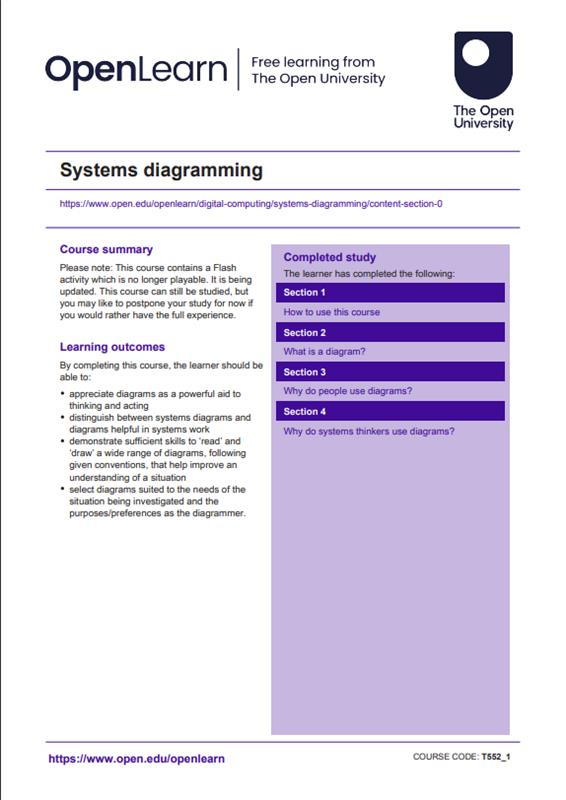 OpenLearn
Free learning from
The Open University
The Open
University
Systems diagramming
https://www.open.edu/openlearn/digital-computing/systems-diagramming/content-section-0
Course summary
Please note: This course contains a Flash
activity which is no longer playable. It is being
updated. This course can still be studied, but
you may like to postpone your study for now if
you would rather have the full experience.
Learning outcomes
By completing this course, the learner should be
able to:
• appreciate diagrams as a powerful aid to
thinking and acting
• distinguish between systems diagrams and
diagrams helpful in systems work
• demonstrate sufficient skills to ‘read’ and
‘draw’ a wide range of diagrams, following
given conventions, that help improve an
understanding of a situation
• select diagrams suited to the needs of the
situation being investigated and the
purposes/preferences as the diagrammer.
Completed study
The learner has completed the following:
Section 1
How to use this course
Section 2
What is a diagram?
Section 3
Why do people use diagrams?
Section 4
Why do systems thinkers use diagrams?
https://www.open.edu/openlearn
COURSE CODE: T552_1